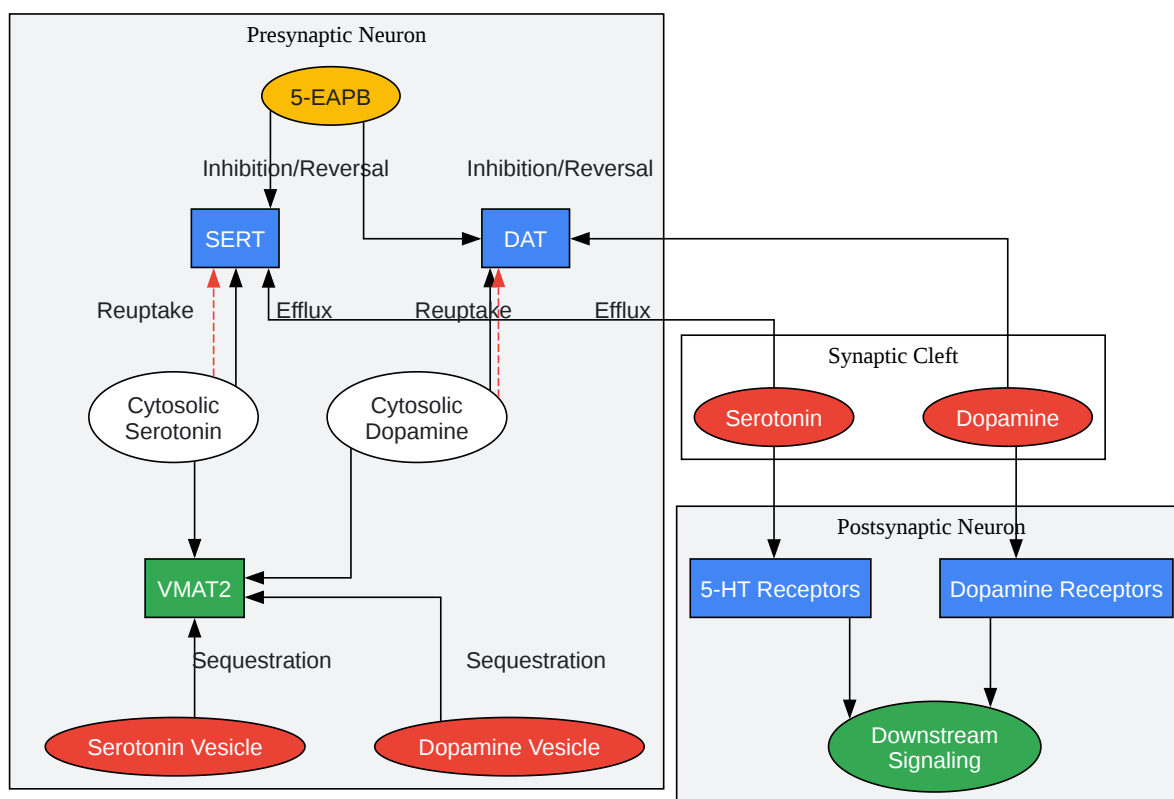 Presynaptic Neuron
5-EAPB
Inhibition/Reversal
Inhibition/Reversal
SERT
DAT
Reuptake
Efflux
Reuptake
Efflux
Synaptic Cleft
Cytosolic
Serotonin
Cytosolic
Dopamine
Serotonin
Dopamine
Postsynaptic Neuron
VMAT2
5-HT Receptors
Dopamine Receptors
Sequestration
Sequestration
Serotonin Vesicle
Dopamine Vesicle
Downstream
Signaling